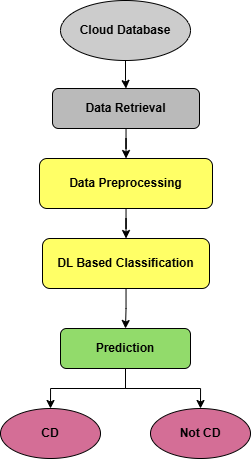 Cloud Database
Data Retrieval
Data Preprocessing
DL Based Classification
Prediction
CD
Not CD